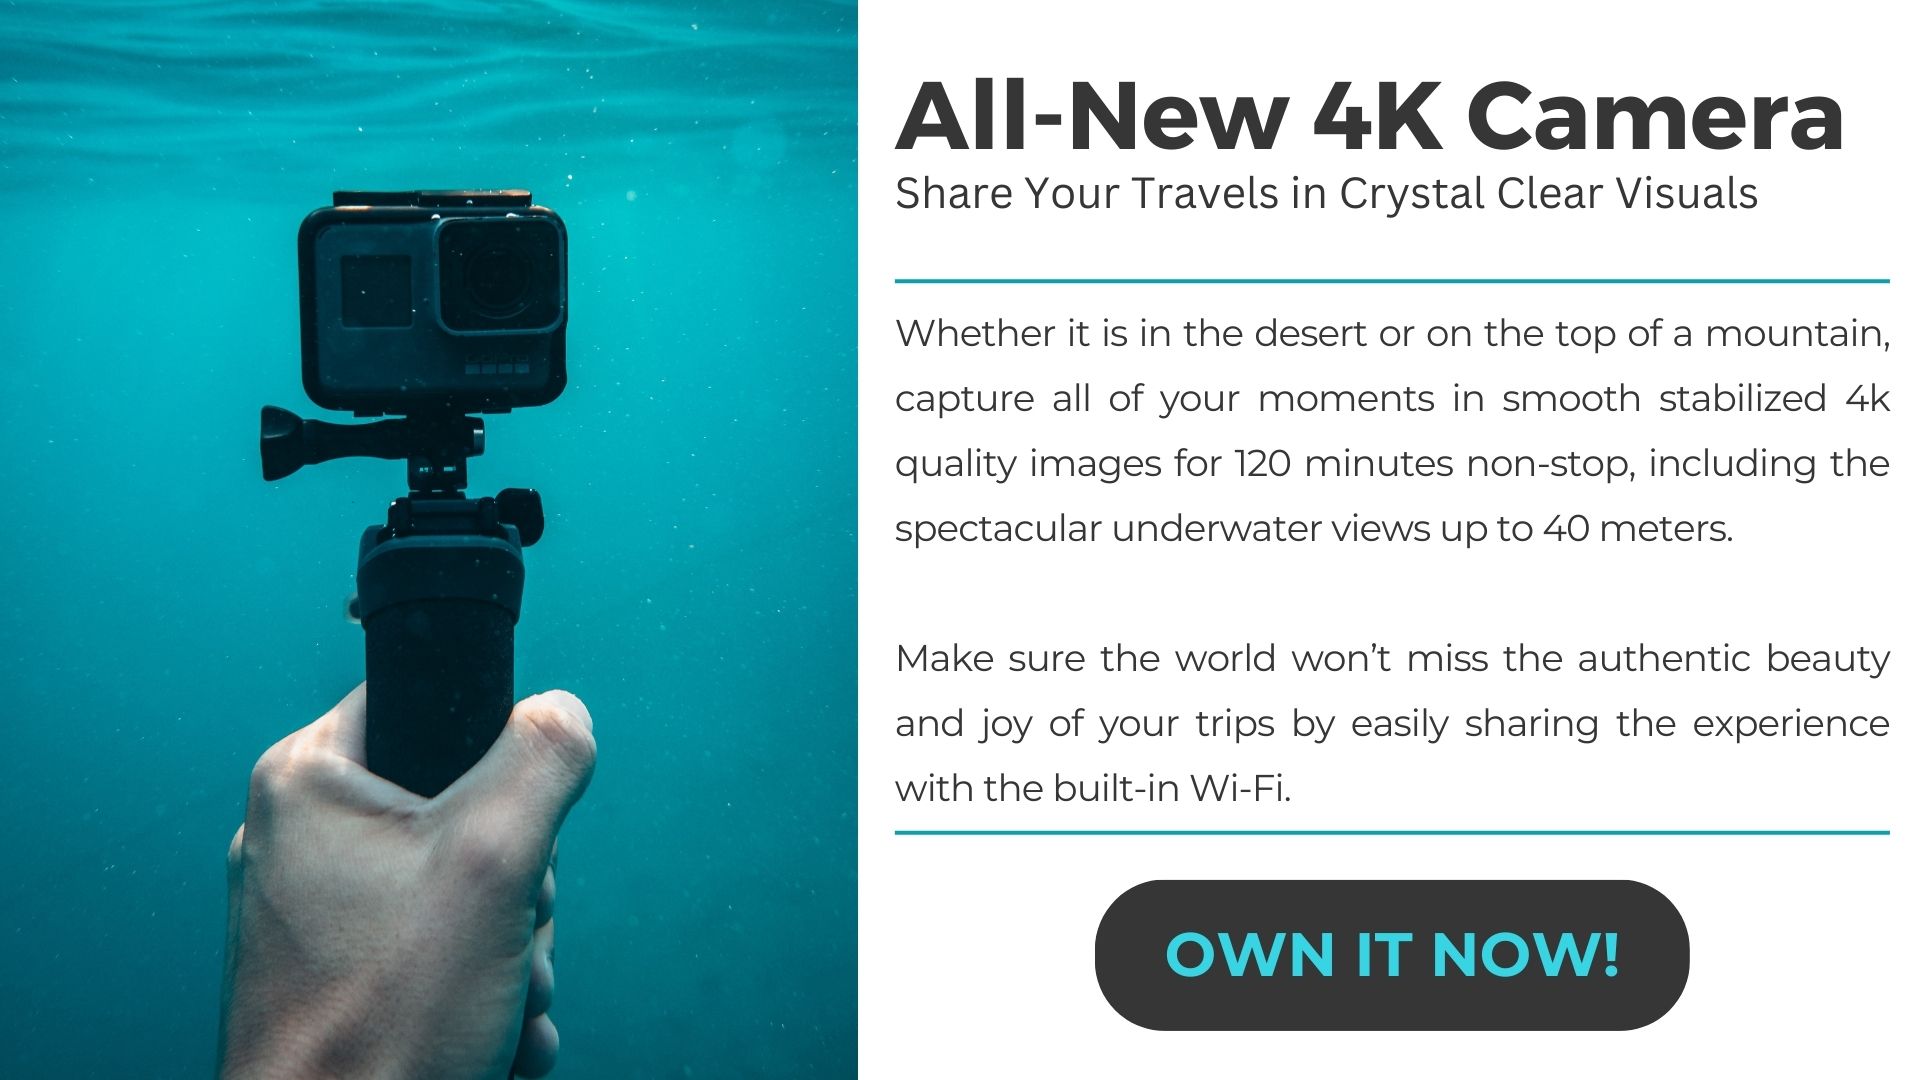 All-New 4K Camera
Share Your Travels in Crystal Clear Visuals
Whether it is in the desert or on the top of a mountain,
capture all of your moments in smooth stabilized 4k
quality images for 120 minutes non-stop, including the
spectacular underwater views up to 40 meters.
Make sure the world won’t miss the authentic beauty
and joy of your trips by easily sharing the experience
with the built-in Wi-Fi.
OWN IT NOW!
GoPro